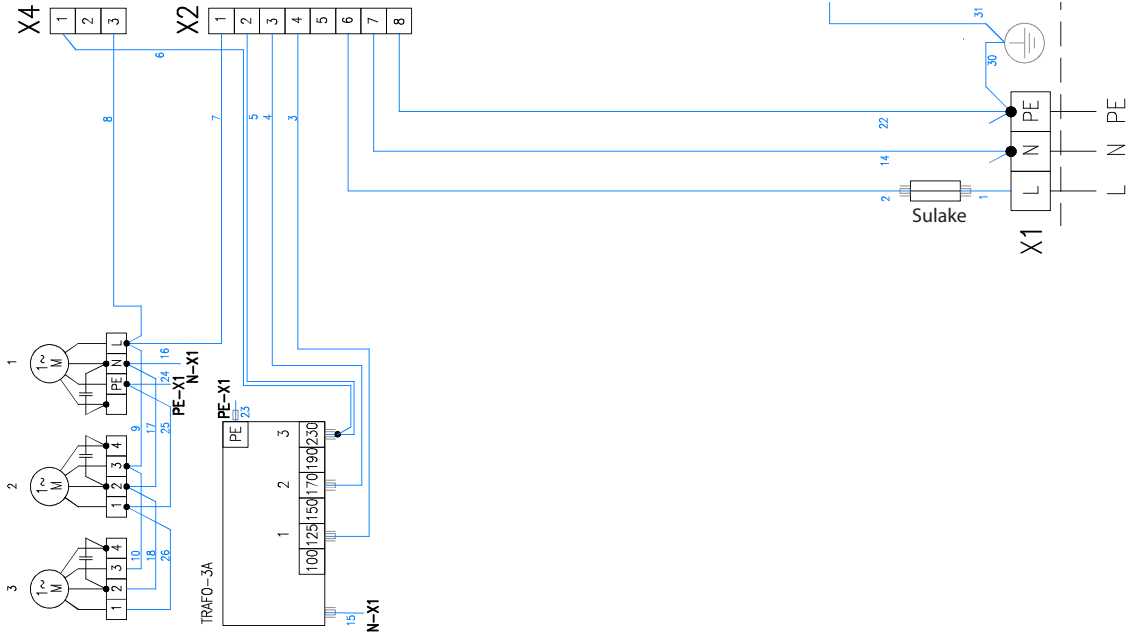 X4
1
2
3
X2
1
2
3
4
5
6
7
8
31
30
6
8
7
5
4
3
22
14
2
1
Sulake
L
N
PE
X1
L
N
PE
1
1~
M
L
N
PE
16
24
N-X1
PE-X1
9
17
25
2
1~
M
4
3
2
1
10
18
26
3
1~
M
4
3
2
1
TRAFO-3A
PE-X1
23
PE
3
2
1
230
190
170
150
125
100
15
N-X1